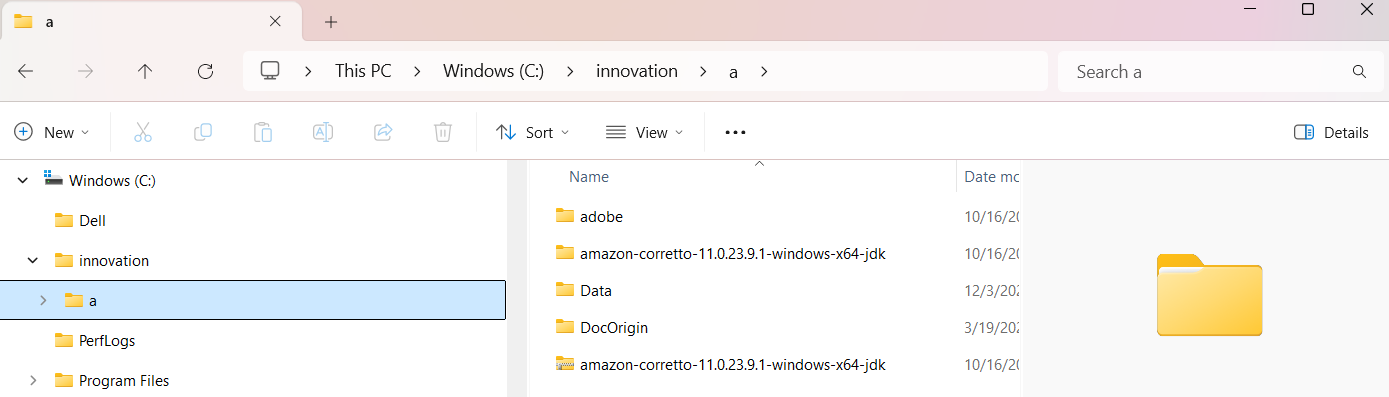 a
This PC > Windows (C:) > innovation > a >
Search a
New
Sort
View
Details
Windows (C:)
Dell
innovation
a
PerfLogs
Program Files
Name
Date mo
adobe 10/16/20
amazon-corretto-11.0.23.9.1-windows-x64-jdk 10/16/20
Data 12/3/202
DocOrigin 3/19/202
amazon-corretto-11.0.23.9.1-windows-x64-jdk 10/16/20